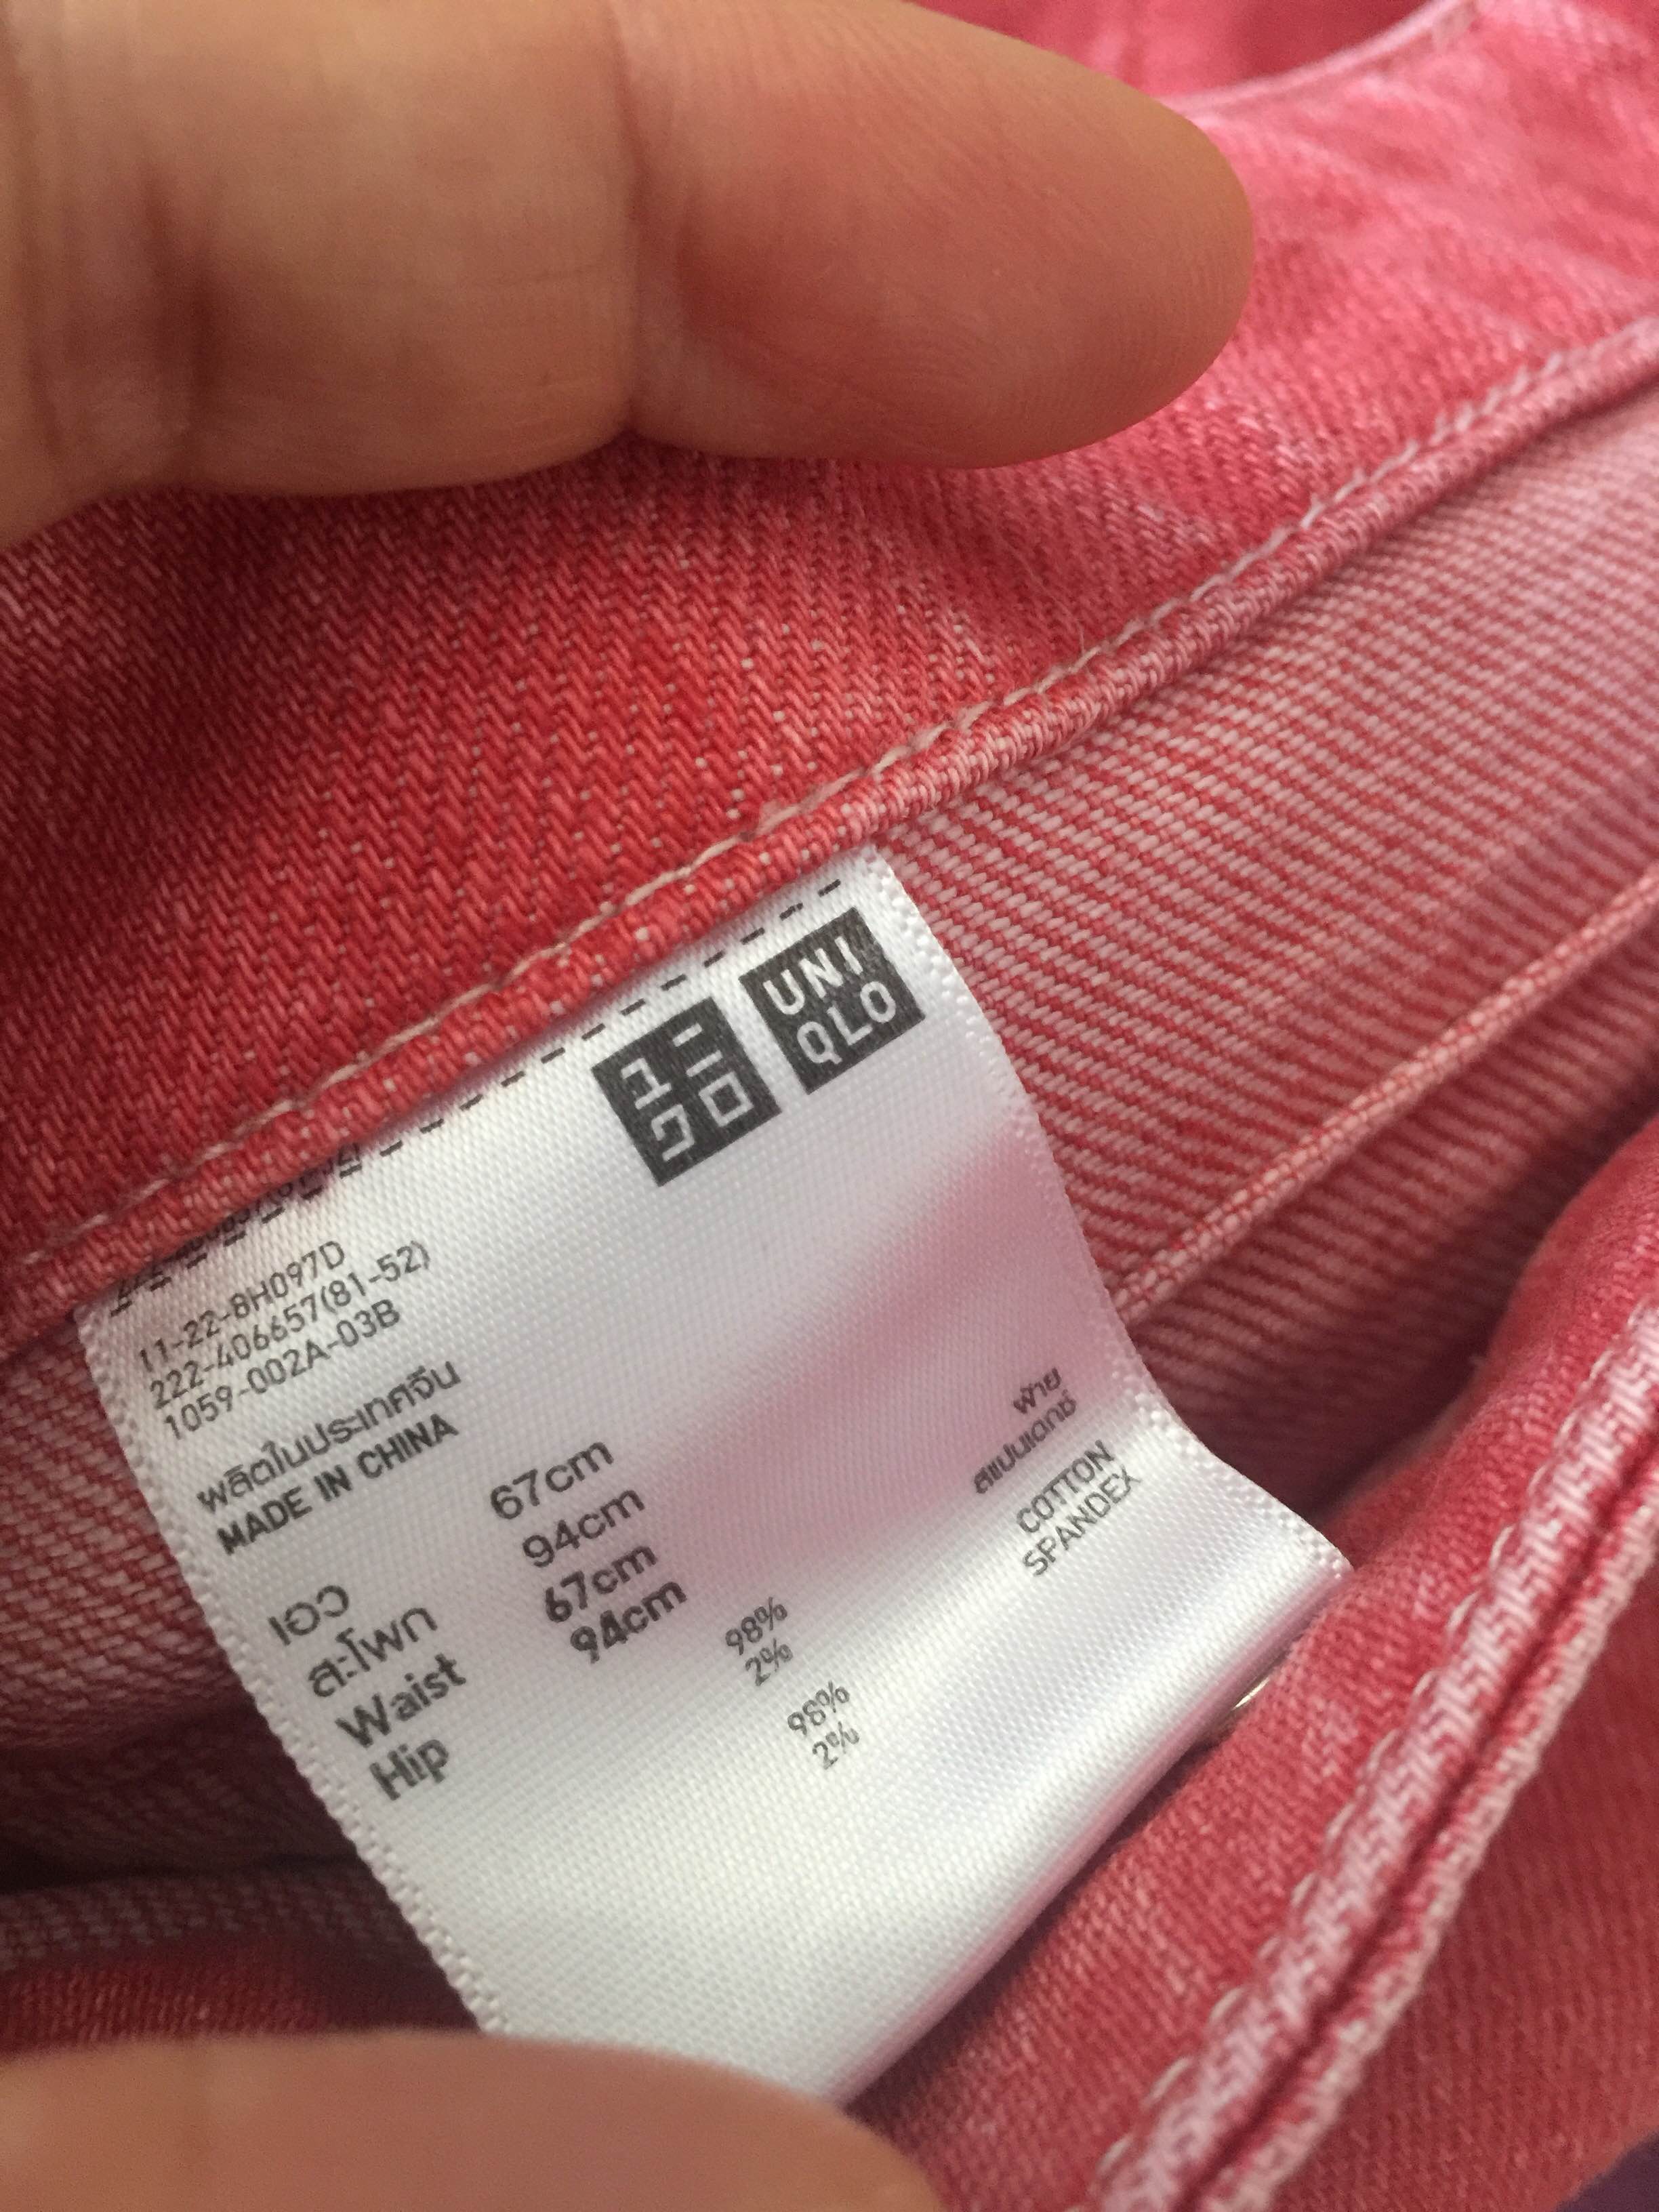 ユニ
クロ
UNI
QLO
11-22-8H097D
222-406657(81-52)
1059-002A-03B
ผลิตในประเทศจีน
MADE IN CHINA
เอว 67cm
สะโพก 94cm
Waist 67cm
Hip 94cm
98% ฝ้าย
2% สแปนเดกซ์
98% COTTON
2% SPANDEX